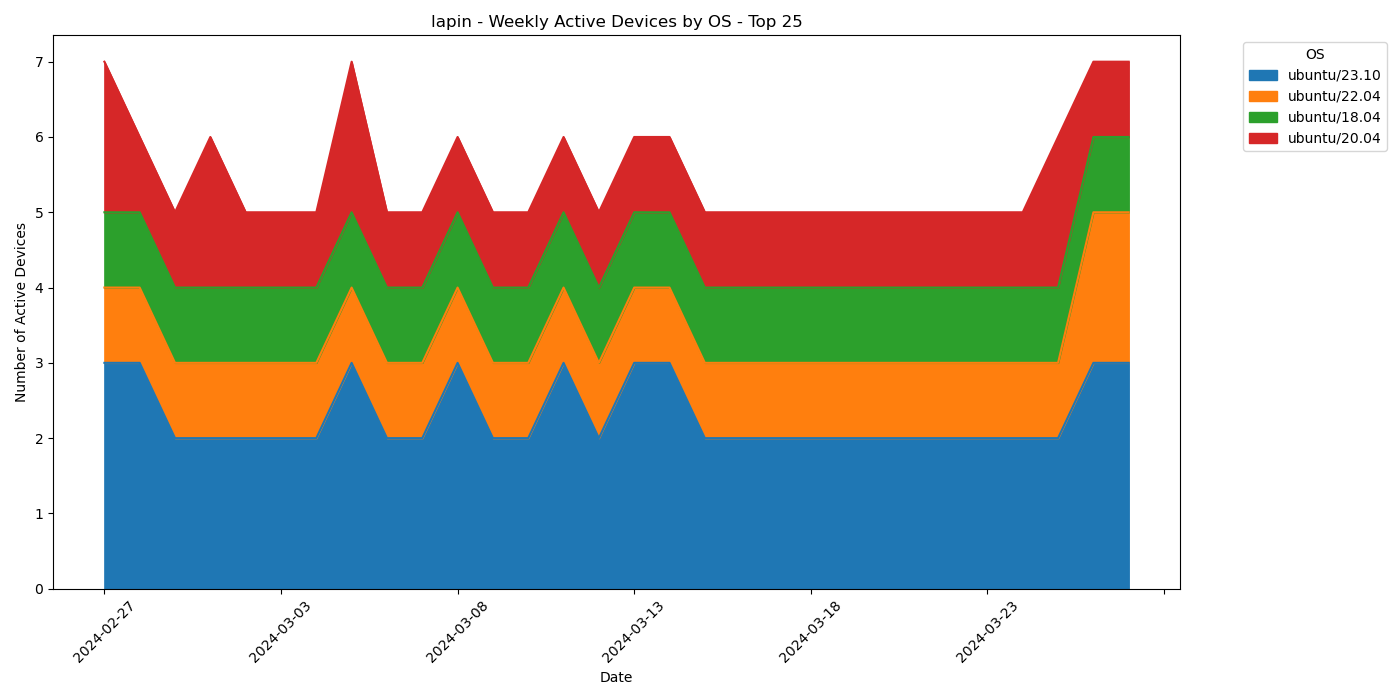 lapin - Weekly Active Devices by OS - Top 25
OS
ubuntu/23.10
ubuntu/22.04
ubuntu/18.04
ubuntu/20.04
Number of Active Devices
7
6
5
4
3
2
1
0
2024-02-27
2024-03-03
2024-03-08
2024-03-13
2024-03-18
2024-03-23
Date